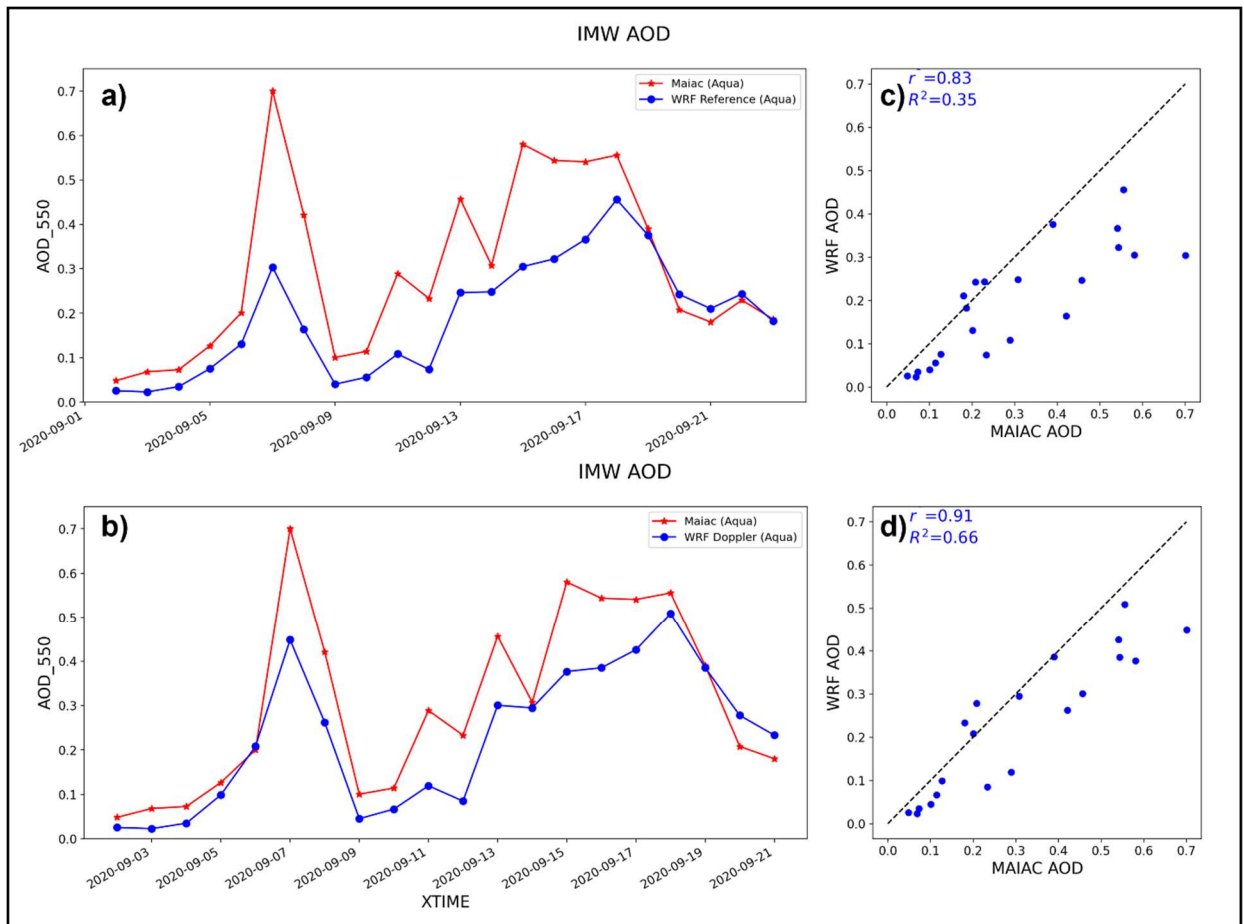 IMW AOD
a)
Maiac (Aqua)
WRF Reference (Aqua)
AOD_550
0.7
0.6
0.5
0.4
0.3
0.2
0.1
0.0
2020-09-01
2020-09-05
2020-09-09
2020-09-13
2020-09-17
2020-09-21
c)
r =0.83
R²=0.35
WRF AOD
0.7
0.6
0.5
0.4
0.3
0.2
0.1
0.0
0.0 0.1 0.2 0.3 0.4 0.5 0.6 0.7
MAIAC AOD
IMW AOD
b)
Maiac (Aqua)
WRF Doppler (Aqua)
AOD_550
0.7
0.6
0.5
0.4
0.3
0.2
0.1
0.0
2020-09-03
2020-09-05
2020-09-07
2020-09-09
2020-09-11
2020-09-13
2020-09-15
2020-09-17
2020-09-19
2020-09-21
XTIME
d)
r =0.91
R²=0.66
WRF AOD
0.7
0.6
0.5
0.4
0.3
0.2
0.1
0.0
0.0 0.1 0.2 0.3 0.4 0.5 0.6 0.7
MAIAC AOD